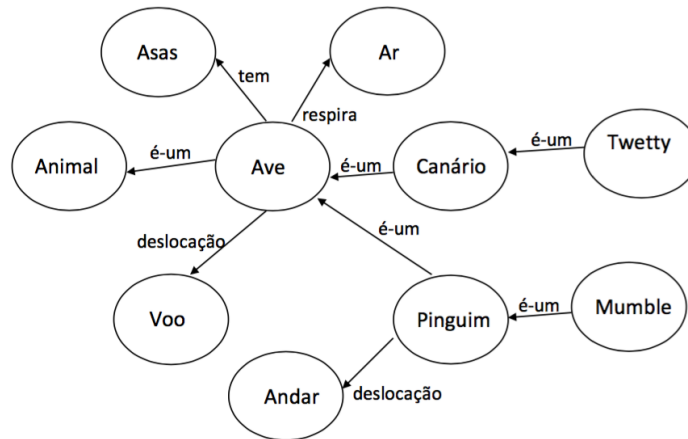 Asas
Ar
tem
respira
Animal
é-um
Ave
é-um
Canário
é-um
Twetty
deslocação
é-um
Voo
Pinguim
é-um
Mumble
Andar
deslocação